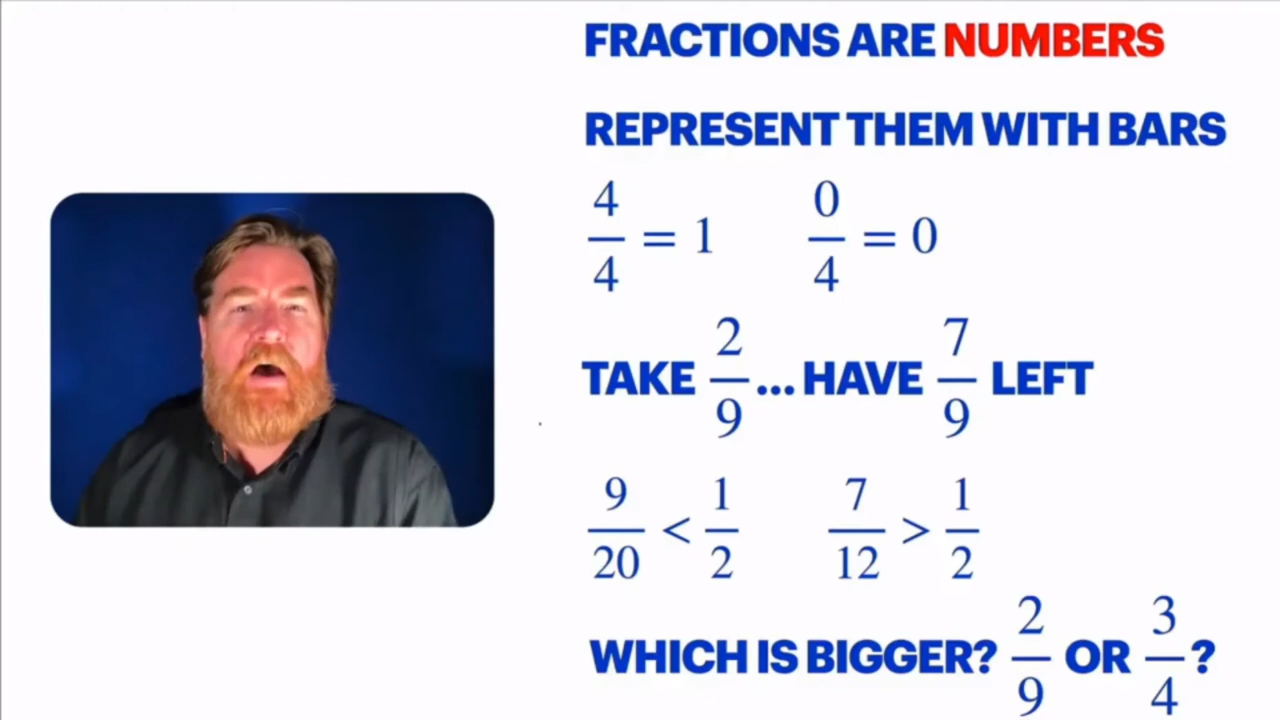 FRACTIONS ARE NUMBERS
REPRESENT THEM WITH BARS
4/4 = 1 0/4 = 0
TAKE 2/9 ... HAVE 7/9 LEFT
9/20 < 1/2 7/12 > 1/2
WHICH IS BIGGER? 2/9 OR 3/4 ?